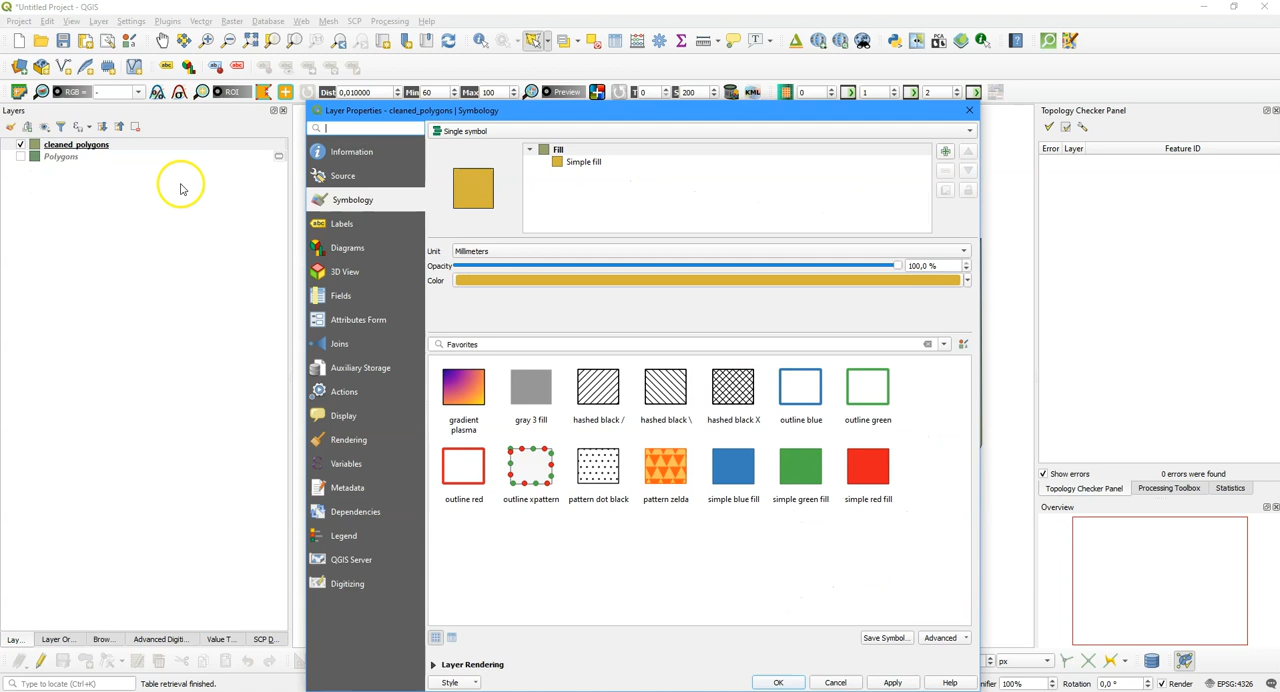 *Untitled Project — QGIS
Project Edit View Layer Settings Plugins Vector Raster Database Web Mesh SCP Processing Help
RGB = - ROI Dist 0,010000 Min 60 Max 100 Preview T 0 S 200 KML 0 1 2
Layers
cleaned_polygons
Polygons
Lay... Layer Or... Brow... Advanced Digiti... Value T... SCP D...
Type to locate (Ctrl+K) Table retrieval finished.
Layer Properties - cleaned_polygons | Symbology
Information
Source
Symbology
Labels
Diagrams
3D View
Fields
Attributes Form
Joins
Auxiliary Storage
Actions
Display
Rendering
Variables
Metadata
Dependencies
Legend
QGIS Server
Digitizing
Single symbol
Fill
Simple fill
Unit Millimeters
Opacity 100,0 %
Color
Favorites
gradient plasma
gray 3 fill
hashed black /
hashed black \
hashed black X
outline blue
outline green
outline red
outline xpattern
pattern dot black
pattern zelda
simple blue fill
simple green fill
simple red fill
Save Symbol... Advanced
Layer Rendering
Style OK Cancel Apply Help
Topology Checker Panel
Error Layer Feature ID
Show errors 0 errors were found
Topology Checker Panel Processing Toolbox Statistics
Overview
px
100% Rotation 0,0 ° Render EPSG:4326